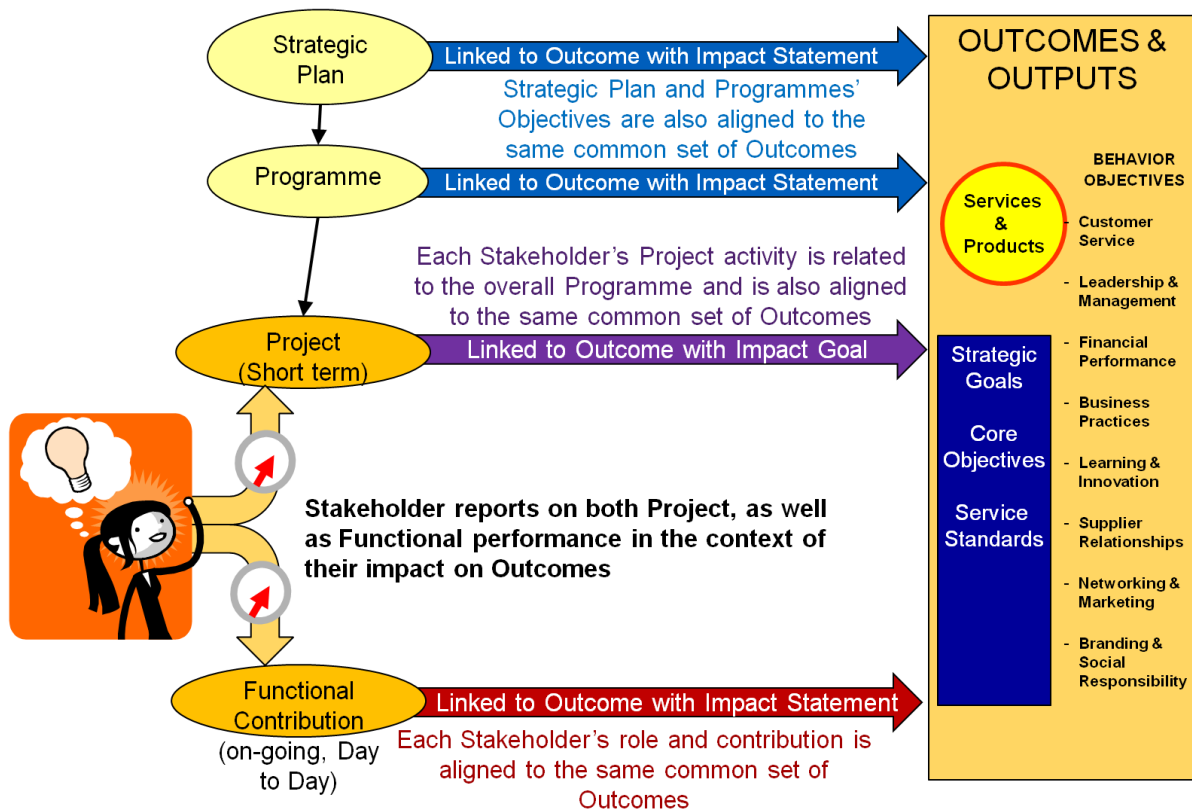 Strategic
Plan
Linked to Outcome with Impact Statement
Strategic Plan and Programmes’
Objectives are also aligned to the
same common set of Outcomes
Programme
Linked to Outcome with Impact Statement
Each Stakeholder’s Project activity is related
to the overall Programme and is also aligned
to the same common set of Outcomes
Project
(Short term)
Linked to Outcome with Impact Goal
Stakeholder reports on both Project, as well
as Functional performance in the context of
their impact on Outcomes
Functional
Contribution
(on-going, Day
to Day)
Linked to Outcome with Impact Statement
Each Stakeholder’s role and contribution is
aligned to the same common set of
Outcomes
OUTCOMES &
OUTPUTS
Services
&
Products
Strategic
Goals
Core
Objectives
Service
Standards
BEHAVIOR
OBJECTIVES
- Customer
Service
- Leadership &
Management
- Financial
Performance
- Business
Practices
- Learning &
Innovation
- Supplier
Relationships
- Networking &
Marketing
- Branding &
Social
Responsibility